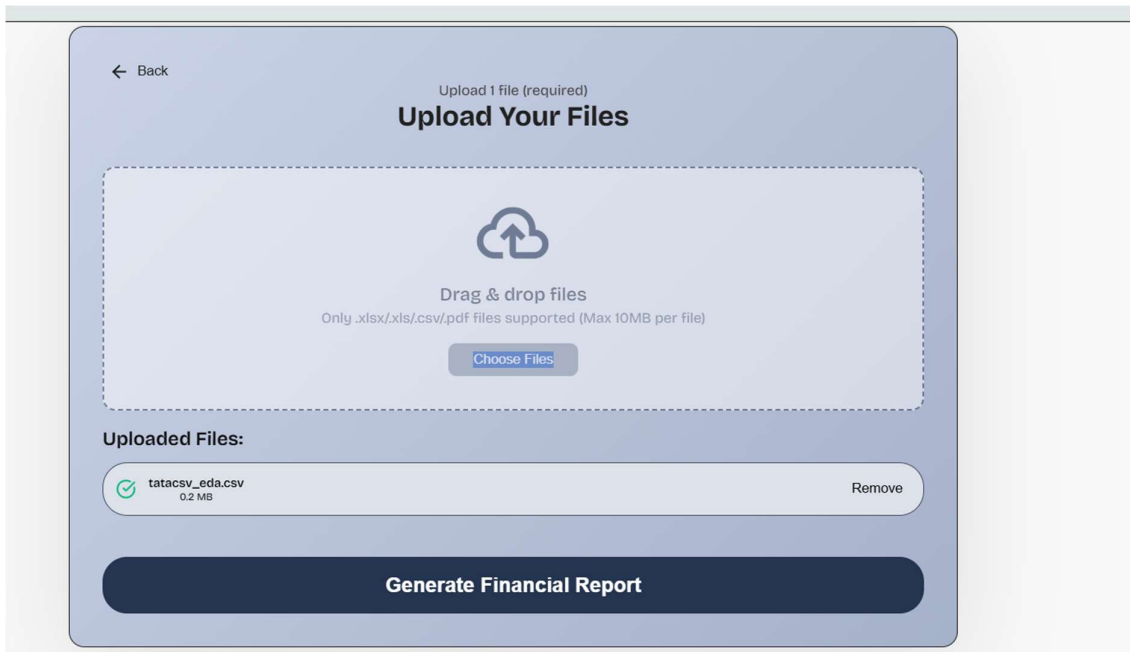 Back
Upload 1 file (required)
Upload Your Files
Drag & drop files
Only .xlsx/.xls/.csv/.pdf files supported (Max 10MB per file)
Choose Files
Uploaded Files:
tatacsv_eda.csv
0.2 MB
Remove
Generate Financial Report